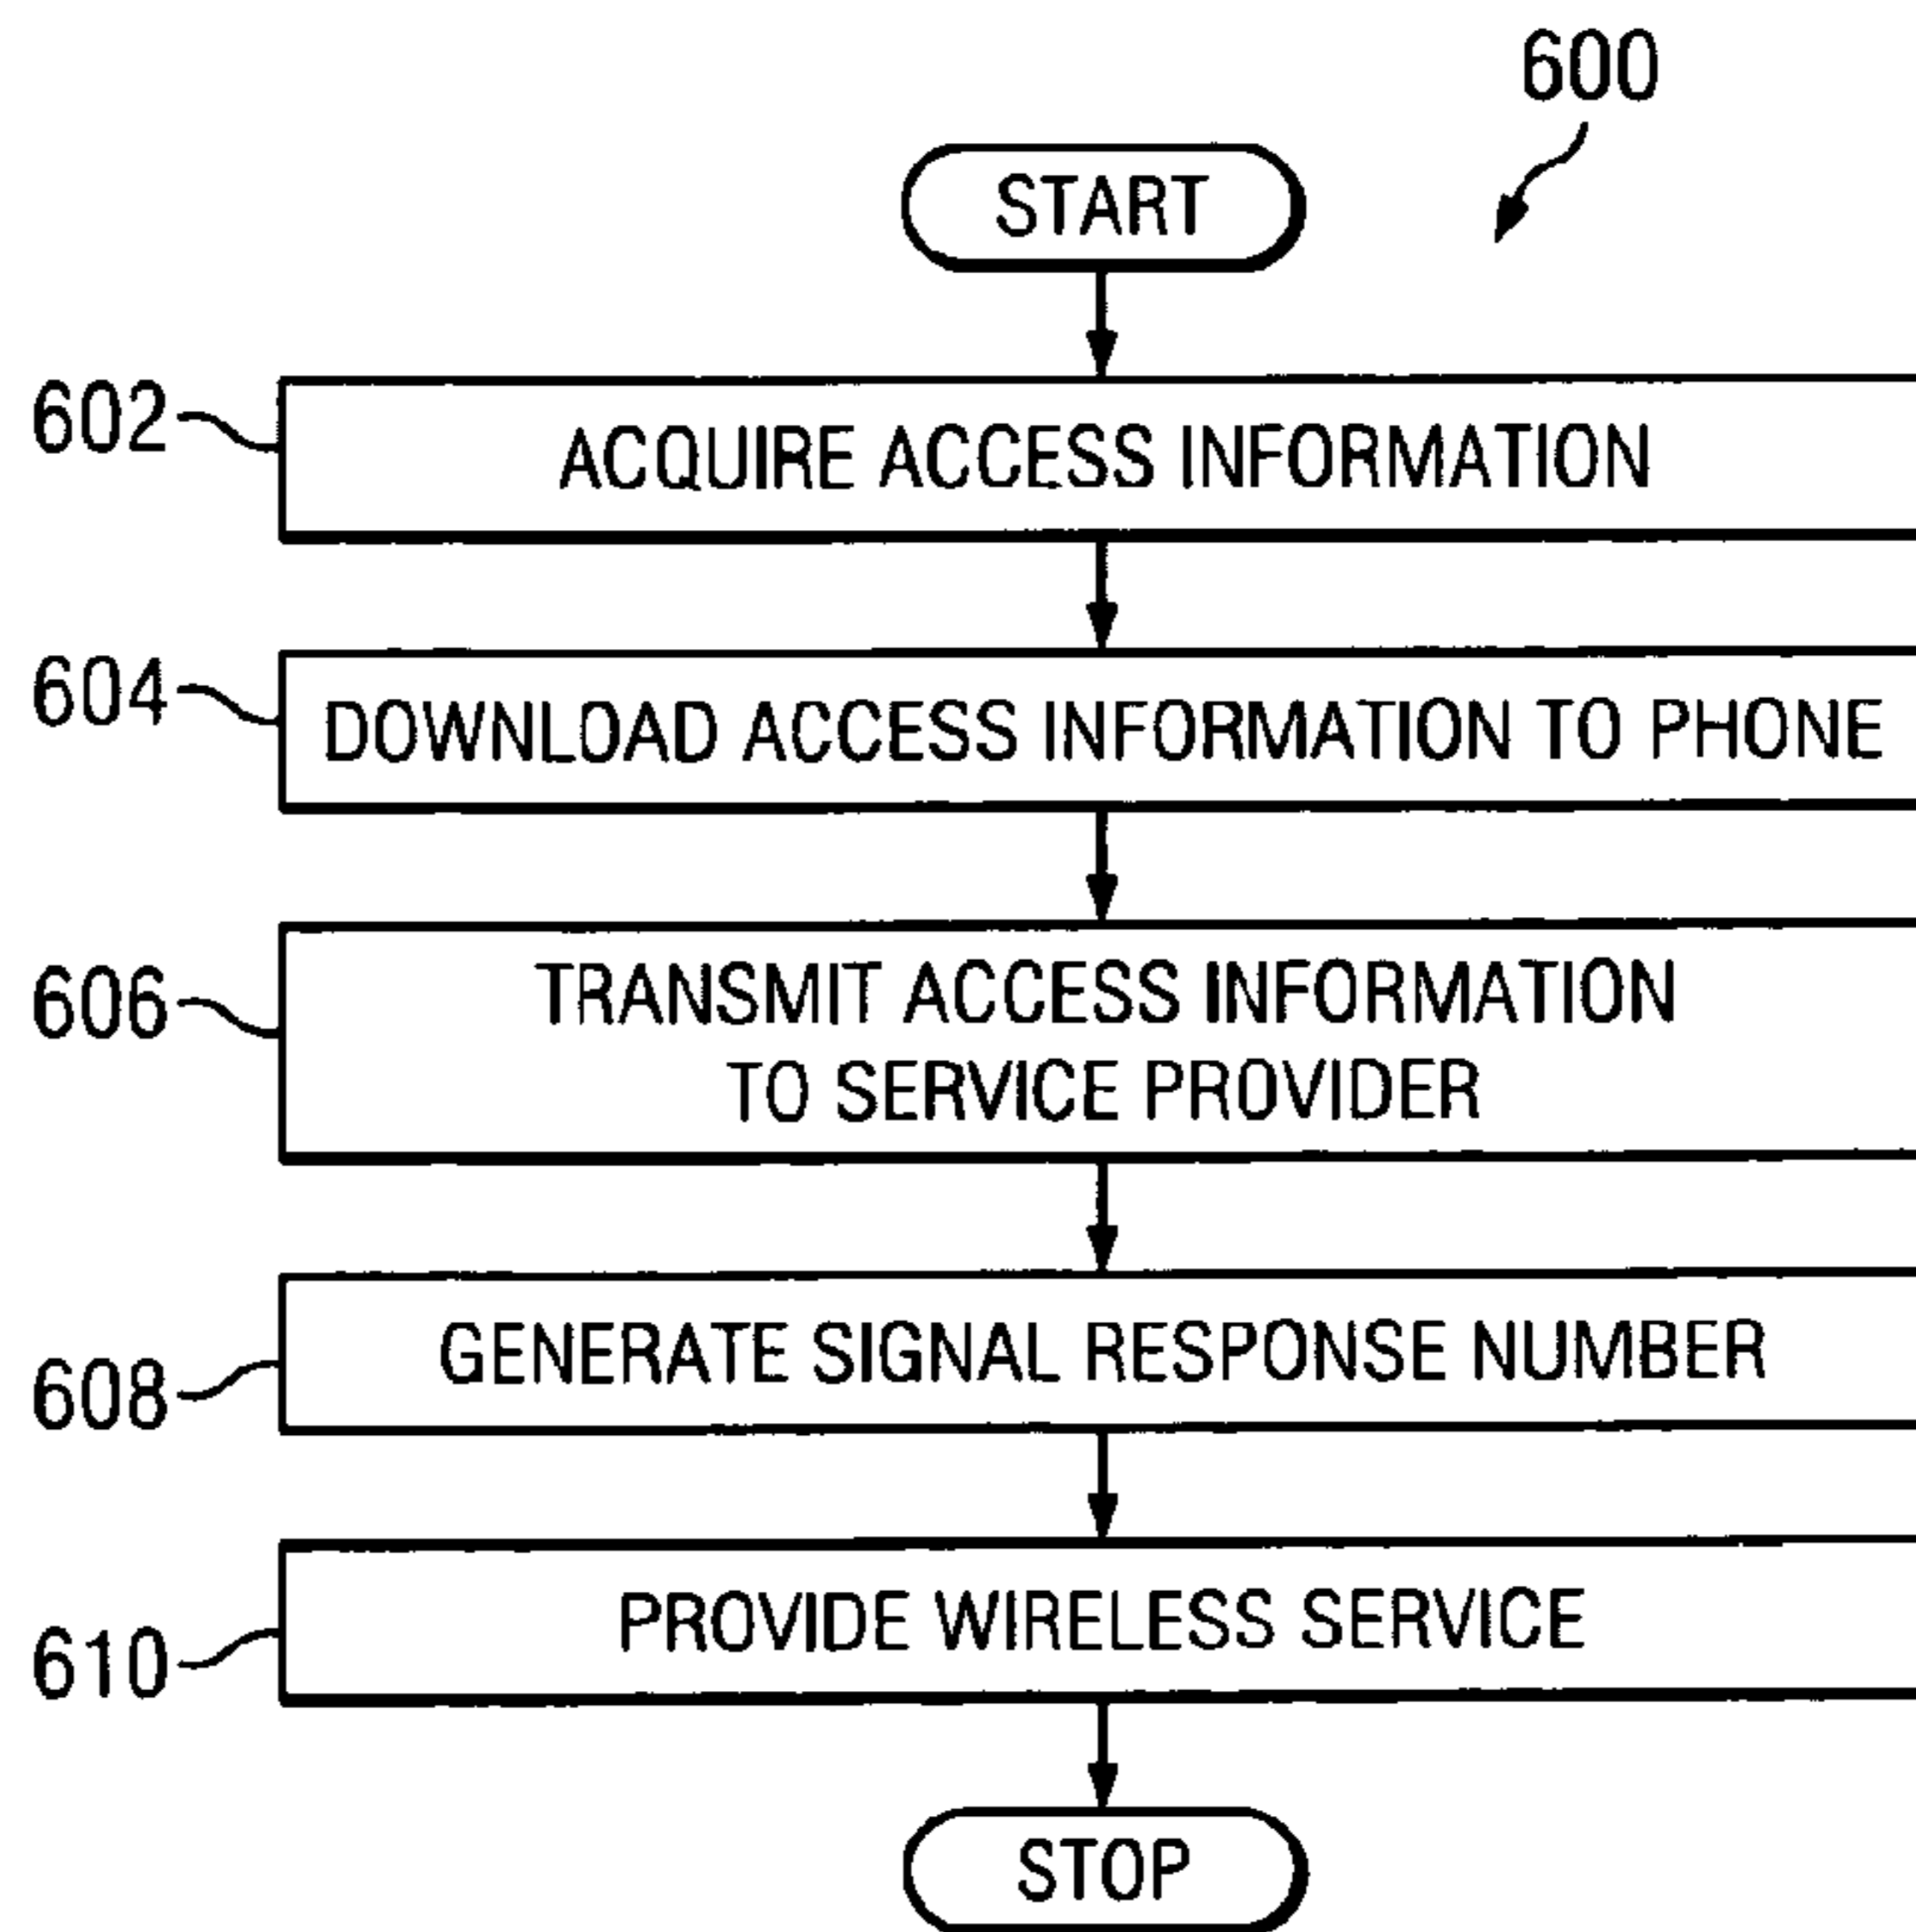 600
START
602
ACQUIRE ACCESS INFORMATION
604
DOWNLOAD ACCESS INFORMATION TO PHONE
606
TRANSMIT ACCESS INFORMATION
TO SERVICE PROVIDER
608
GENERATE SIGNAL RESPONSE NUMBER
610
PROVIDE WIRELESS SERVICE
STOP